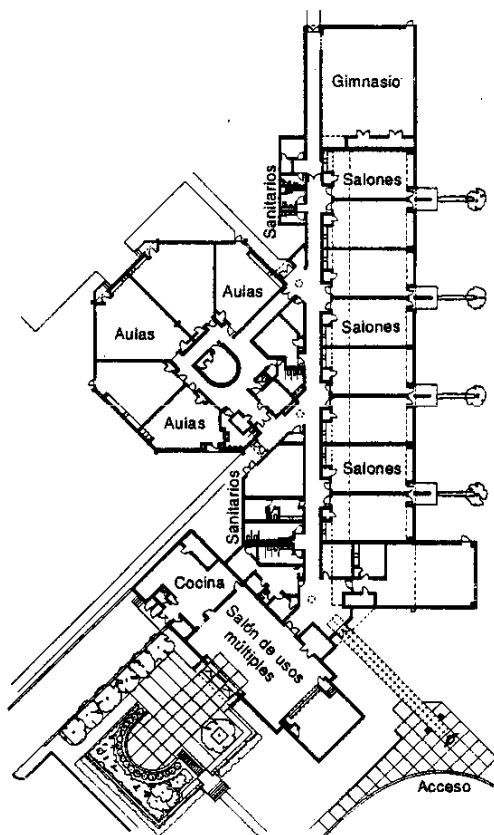 Gimnasio
Sanitarios
Salones
Aulas
Aulas
Salones
Aulas
Salones
Sanitarios
Cocina
Salón de usos
múltiples
Acceso